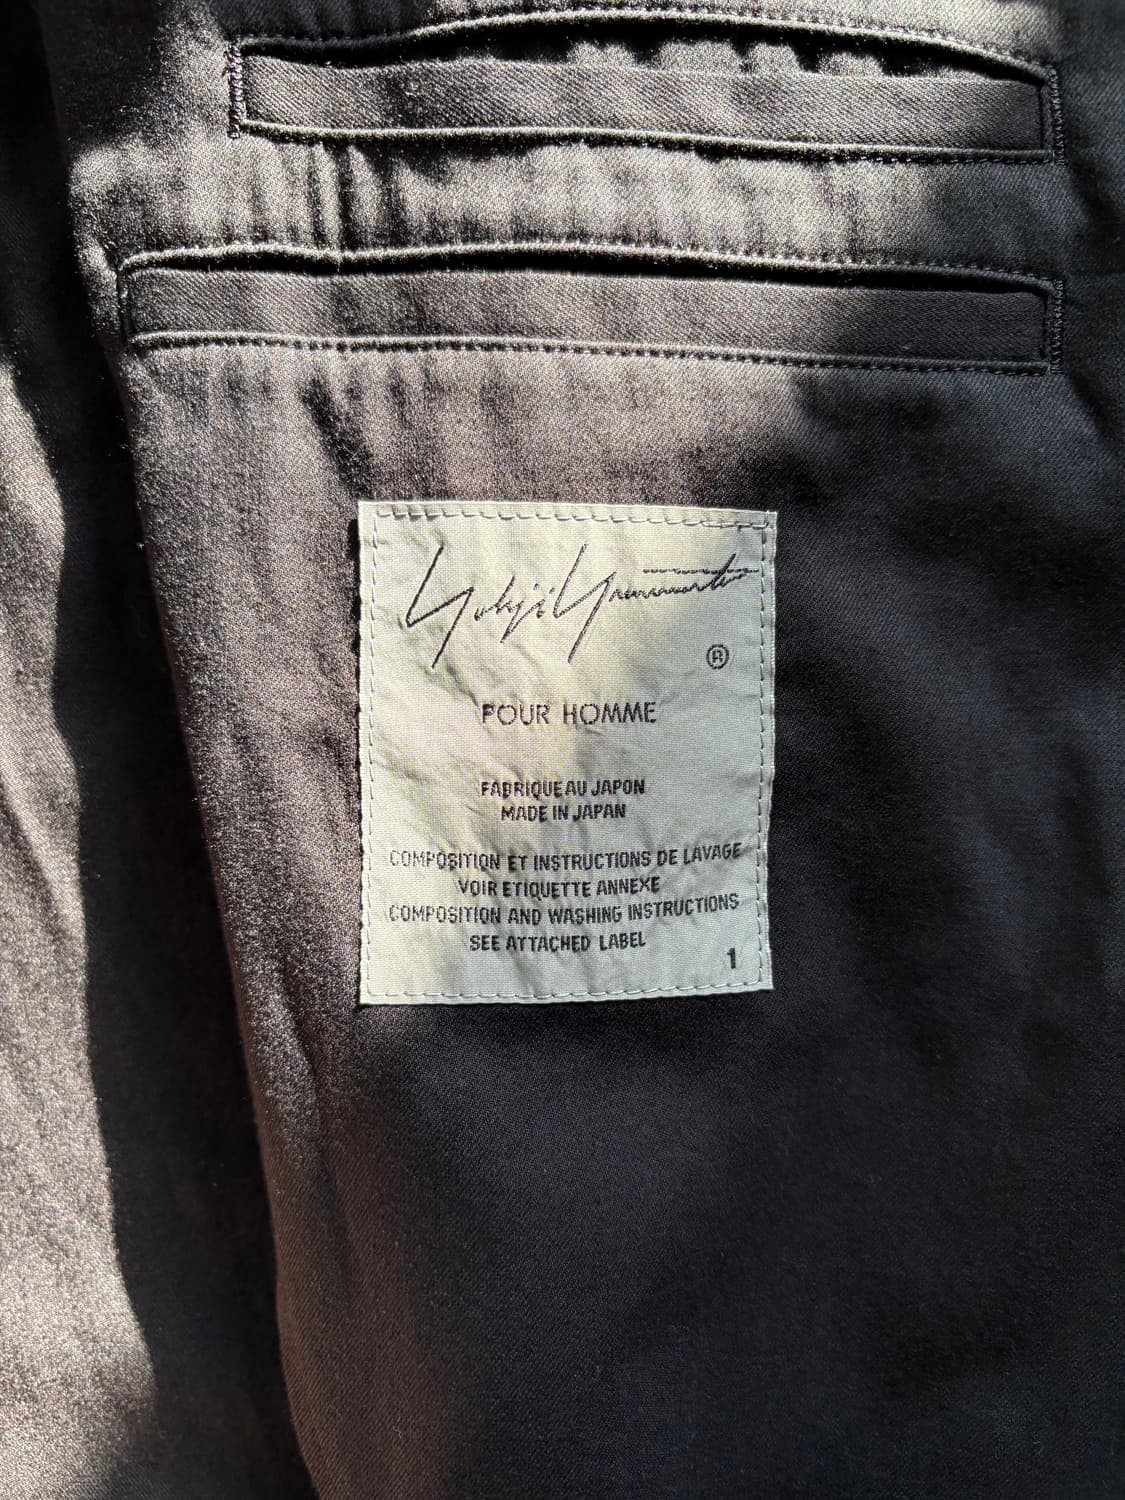 Yohji Yamamoto
®
POUR HOMME
FABRIQUE AU JAPON
MADE IN JAPAN
COMPOSITION ET INSTRUCTIONS DE LAVAGE
VOIR ETIQUETTE ANNEXE
COMPOSITION AND WASHING INSTRUCTIONS
SEE ATTACHED LABEL
1